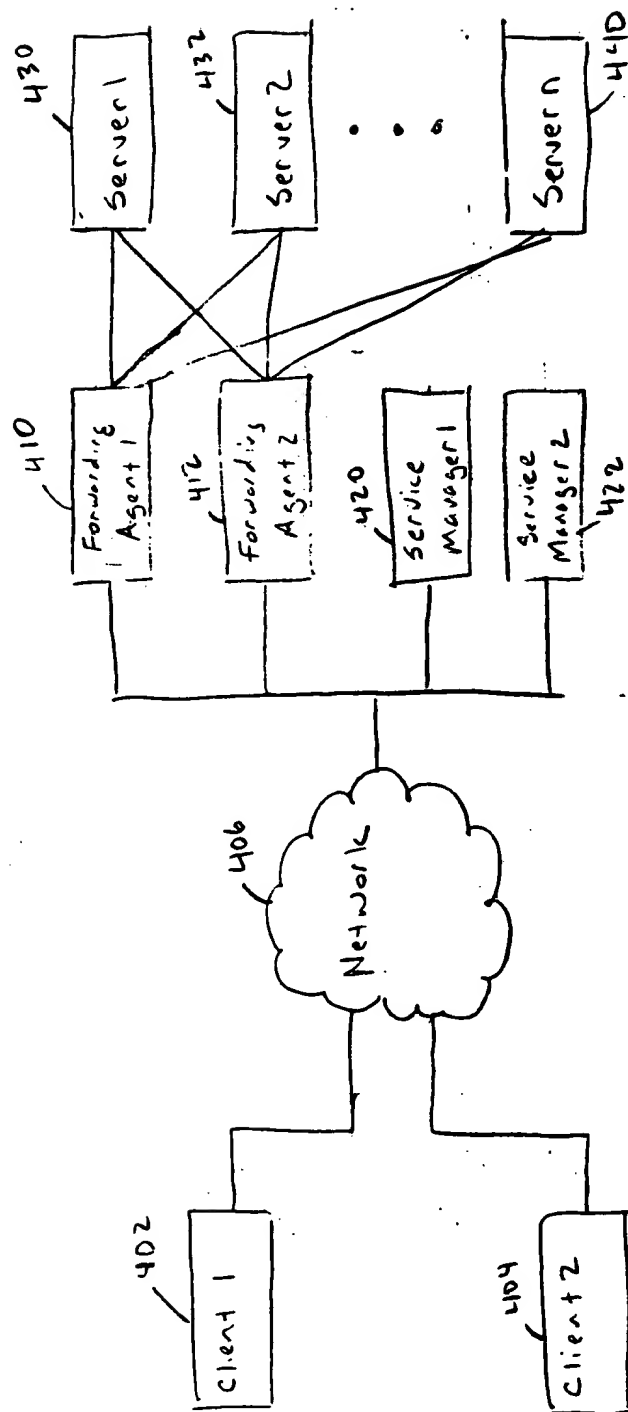 402
Client 1
404
Client 2
406
Network
410
Forwarding
Agent 1
412
Forwarding
Agent 2
420
Service
Manager 1
Service
Manager 2
422
430
Server 1
432
Server 2
Server n
440